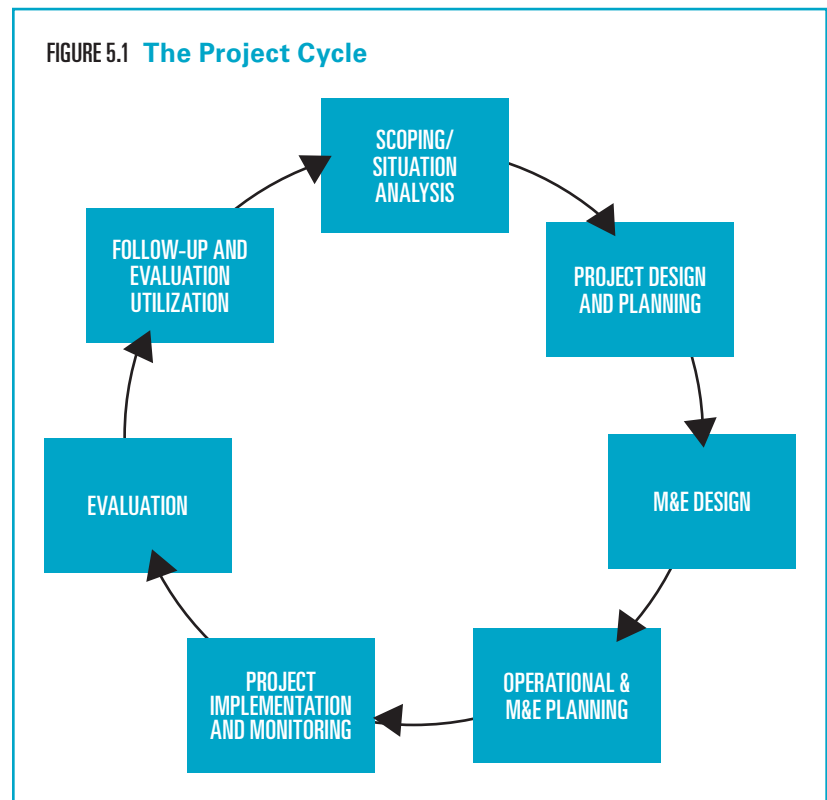 FIGURE 5.1 The Project Cycle
SCOPING/
SITUATION
ANALYSIS
PROJECT DESIGN
AND PLANNING
M&E DESIGN
OPERATIONAL &
M&E PLANNING
PROJECT
IMPLEMENTATION
AND MONITORING
EVALUATION
FOLLOW-UP AND
EVALUATION
UTILIZATION